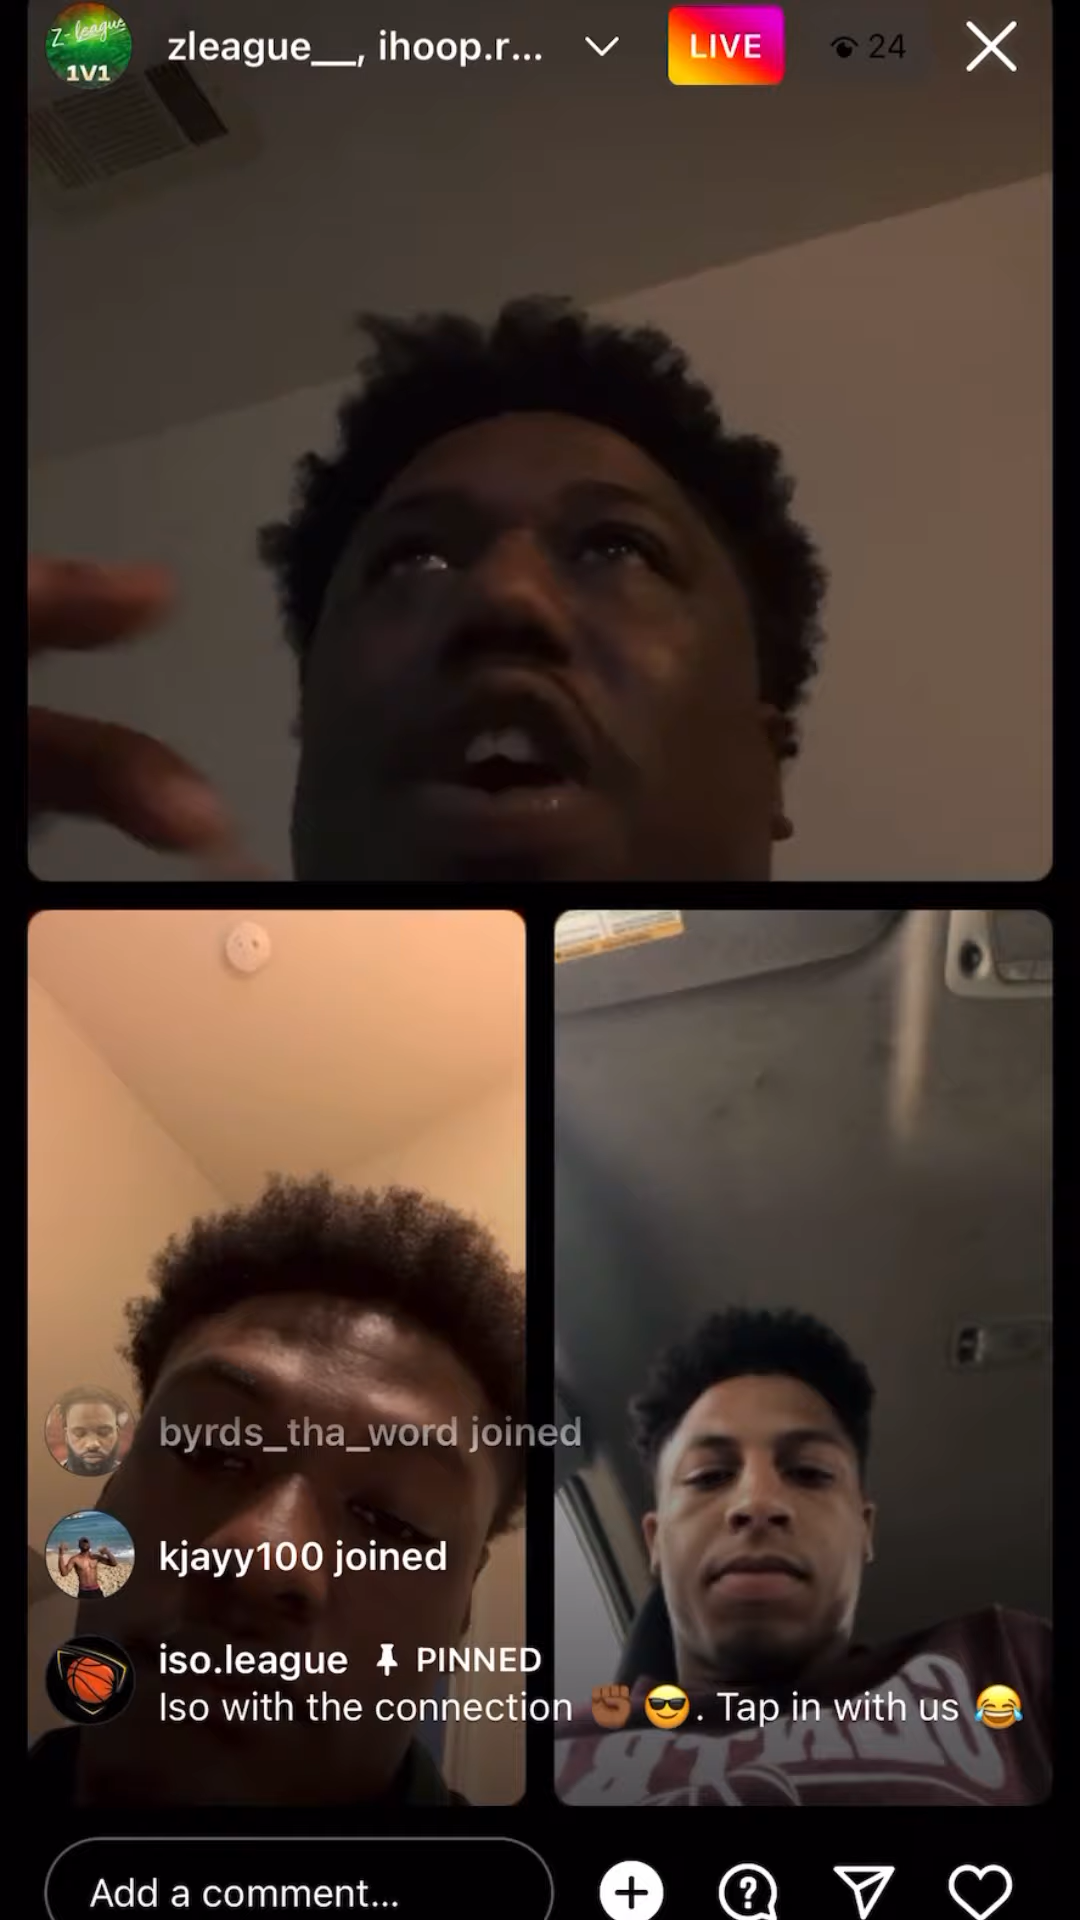 Z-league
1V1
zleague__, ihoop.r...
LIVE
24
byrds_tha_word joined
kjayy100 joined
iso.league PINNED
Iso with the connection ✊🏾😎. Tap in with us 😂
Add a comment...